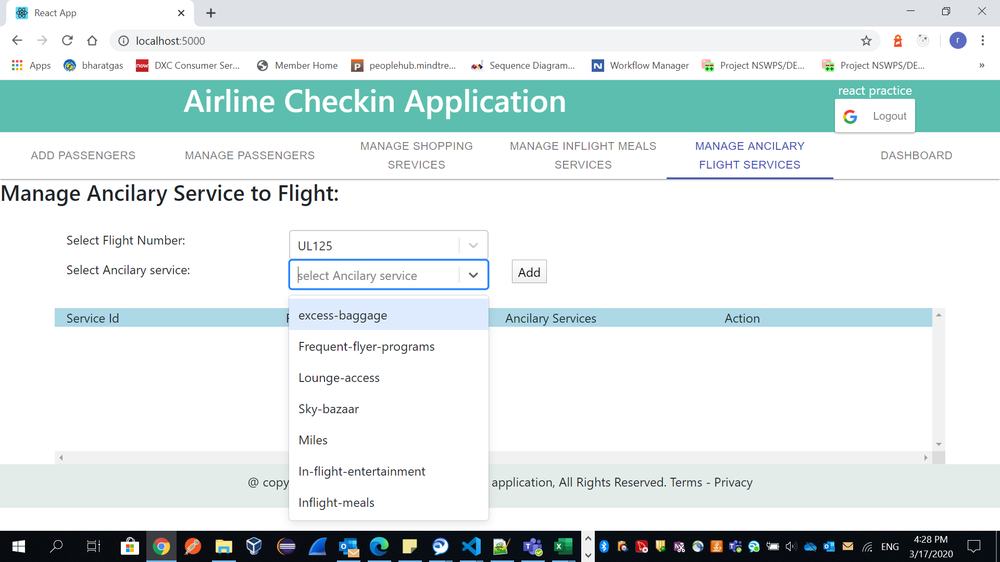 React App
localhost:5000
r
Apps
bharatgas
now
DXC Consumer Ser...
Member Home
peoplehub.mindtre...
Sequence Diagram...
Workflow Manager
Project NSWPS/DE...
Project NSWPS/DE...
»
Airline Checkin Application
react practice
Logout
ADD PASSENGERS
MANAGE PASSENGERS
MANAGE SHOPPING
SREVICES
MANAGE INFLIGHT MEALS
SERVICES
MANAGE ANCILARY
FLIGHT SERVICES
DASHBOARD
Manage Ancilary Service to Flight:
Select Flight Number:
UL125
Select Ancilary service:
select Ancilary service
Add
Service Id
Ancilary Services
Action
excess-baggage
Frequent-flyer-programs
Lounge-access
Sky-bazaar
Miles
In-flight-entertainment
Inflight-meals
@ copy
application, All Rights Reserved. Terms - Privacy
ENG
4:28 PM
3/17/2020